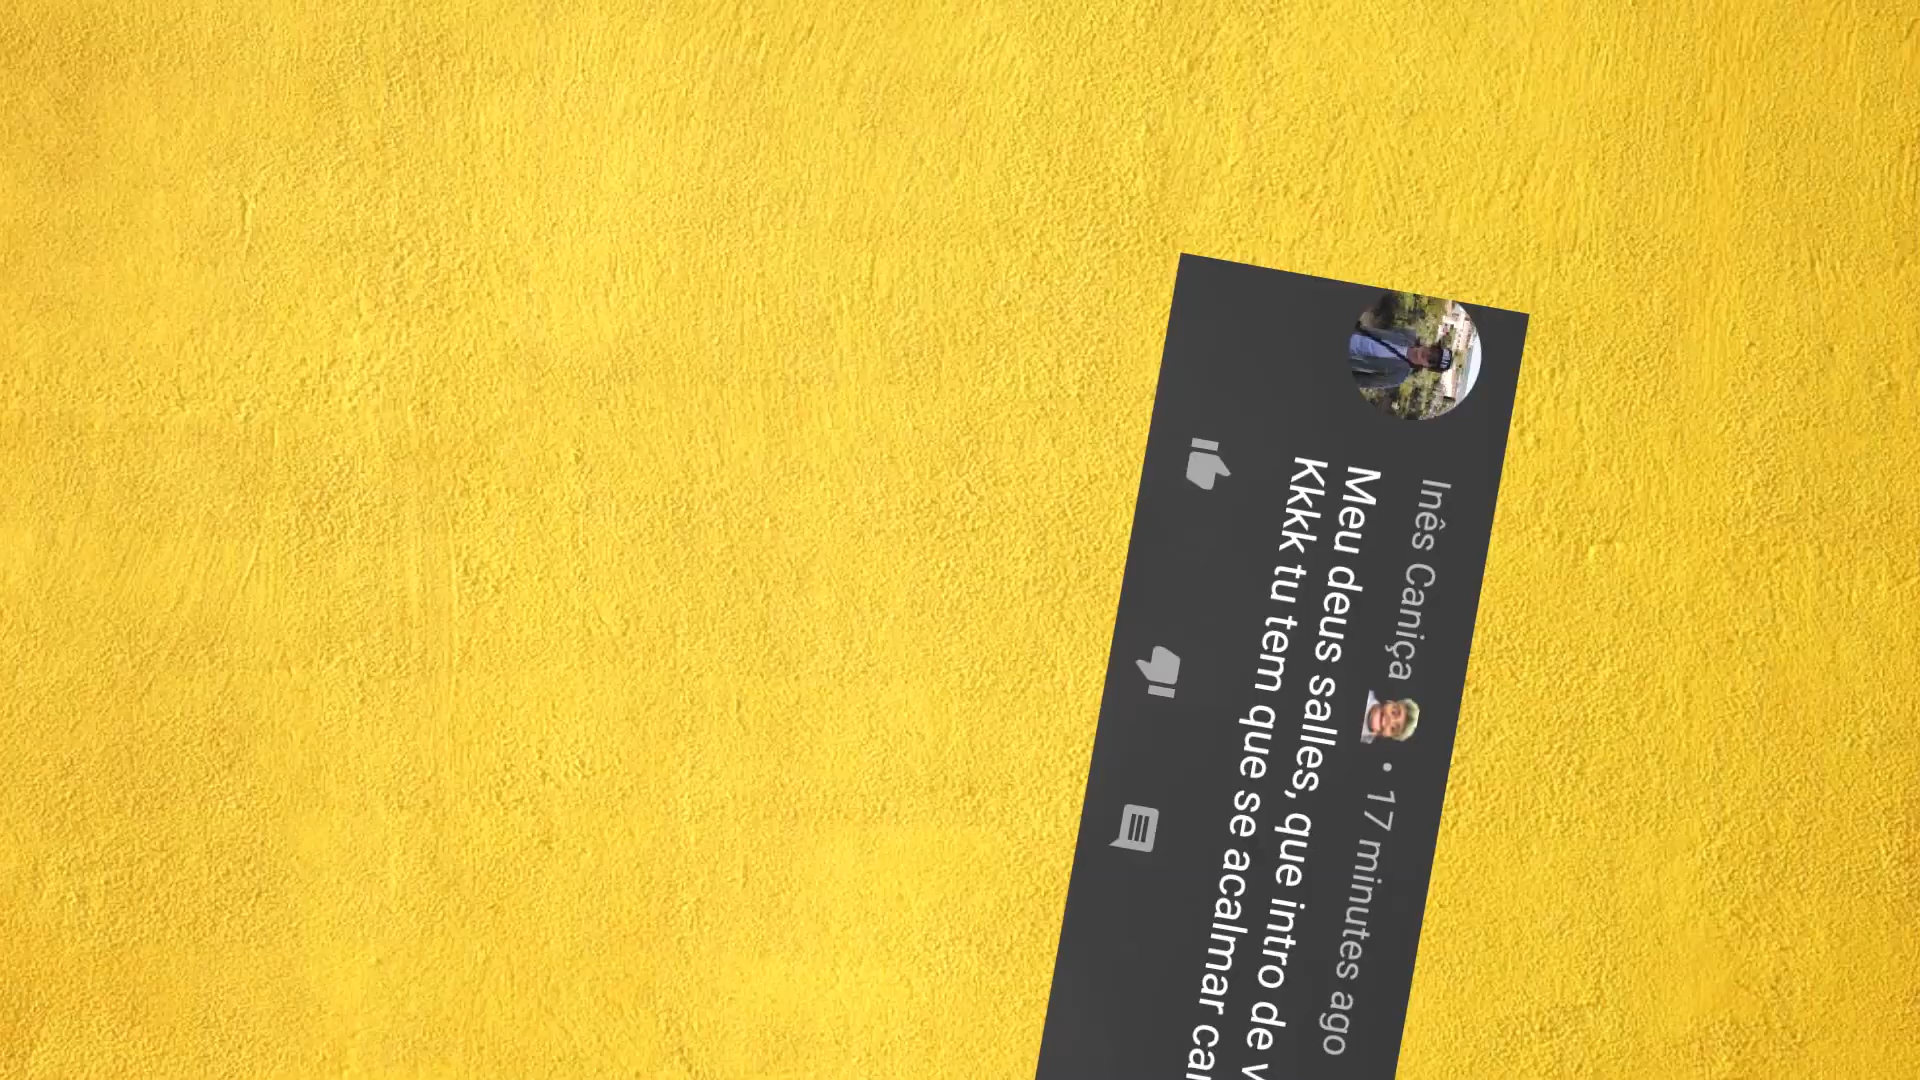 Inês Caniça • 17 minutes ago
Meu deus salles, que intro de
Kkkk tu tem que se acalmar